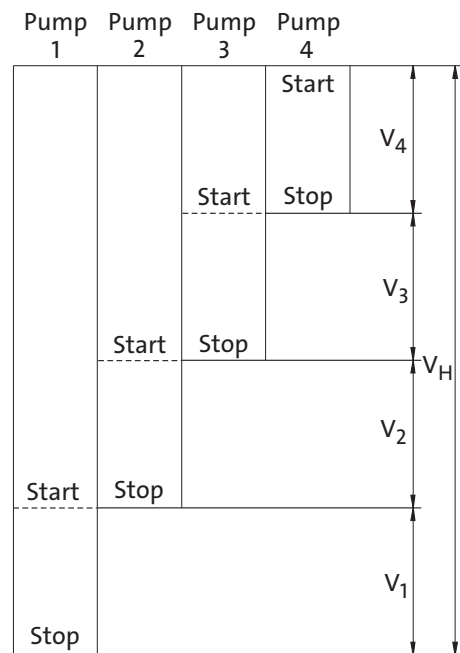 Pump Pump Pump Pump
1 2 3 4
Start
V4
Start Stop
V3
Start Stop
VH
V2
Start Stop
V1
Stop